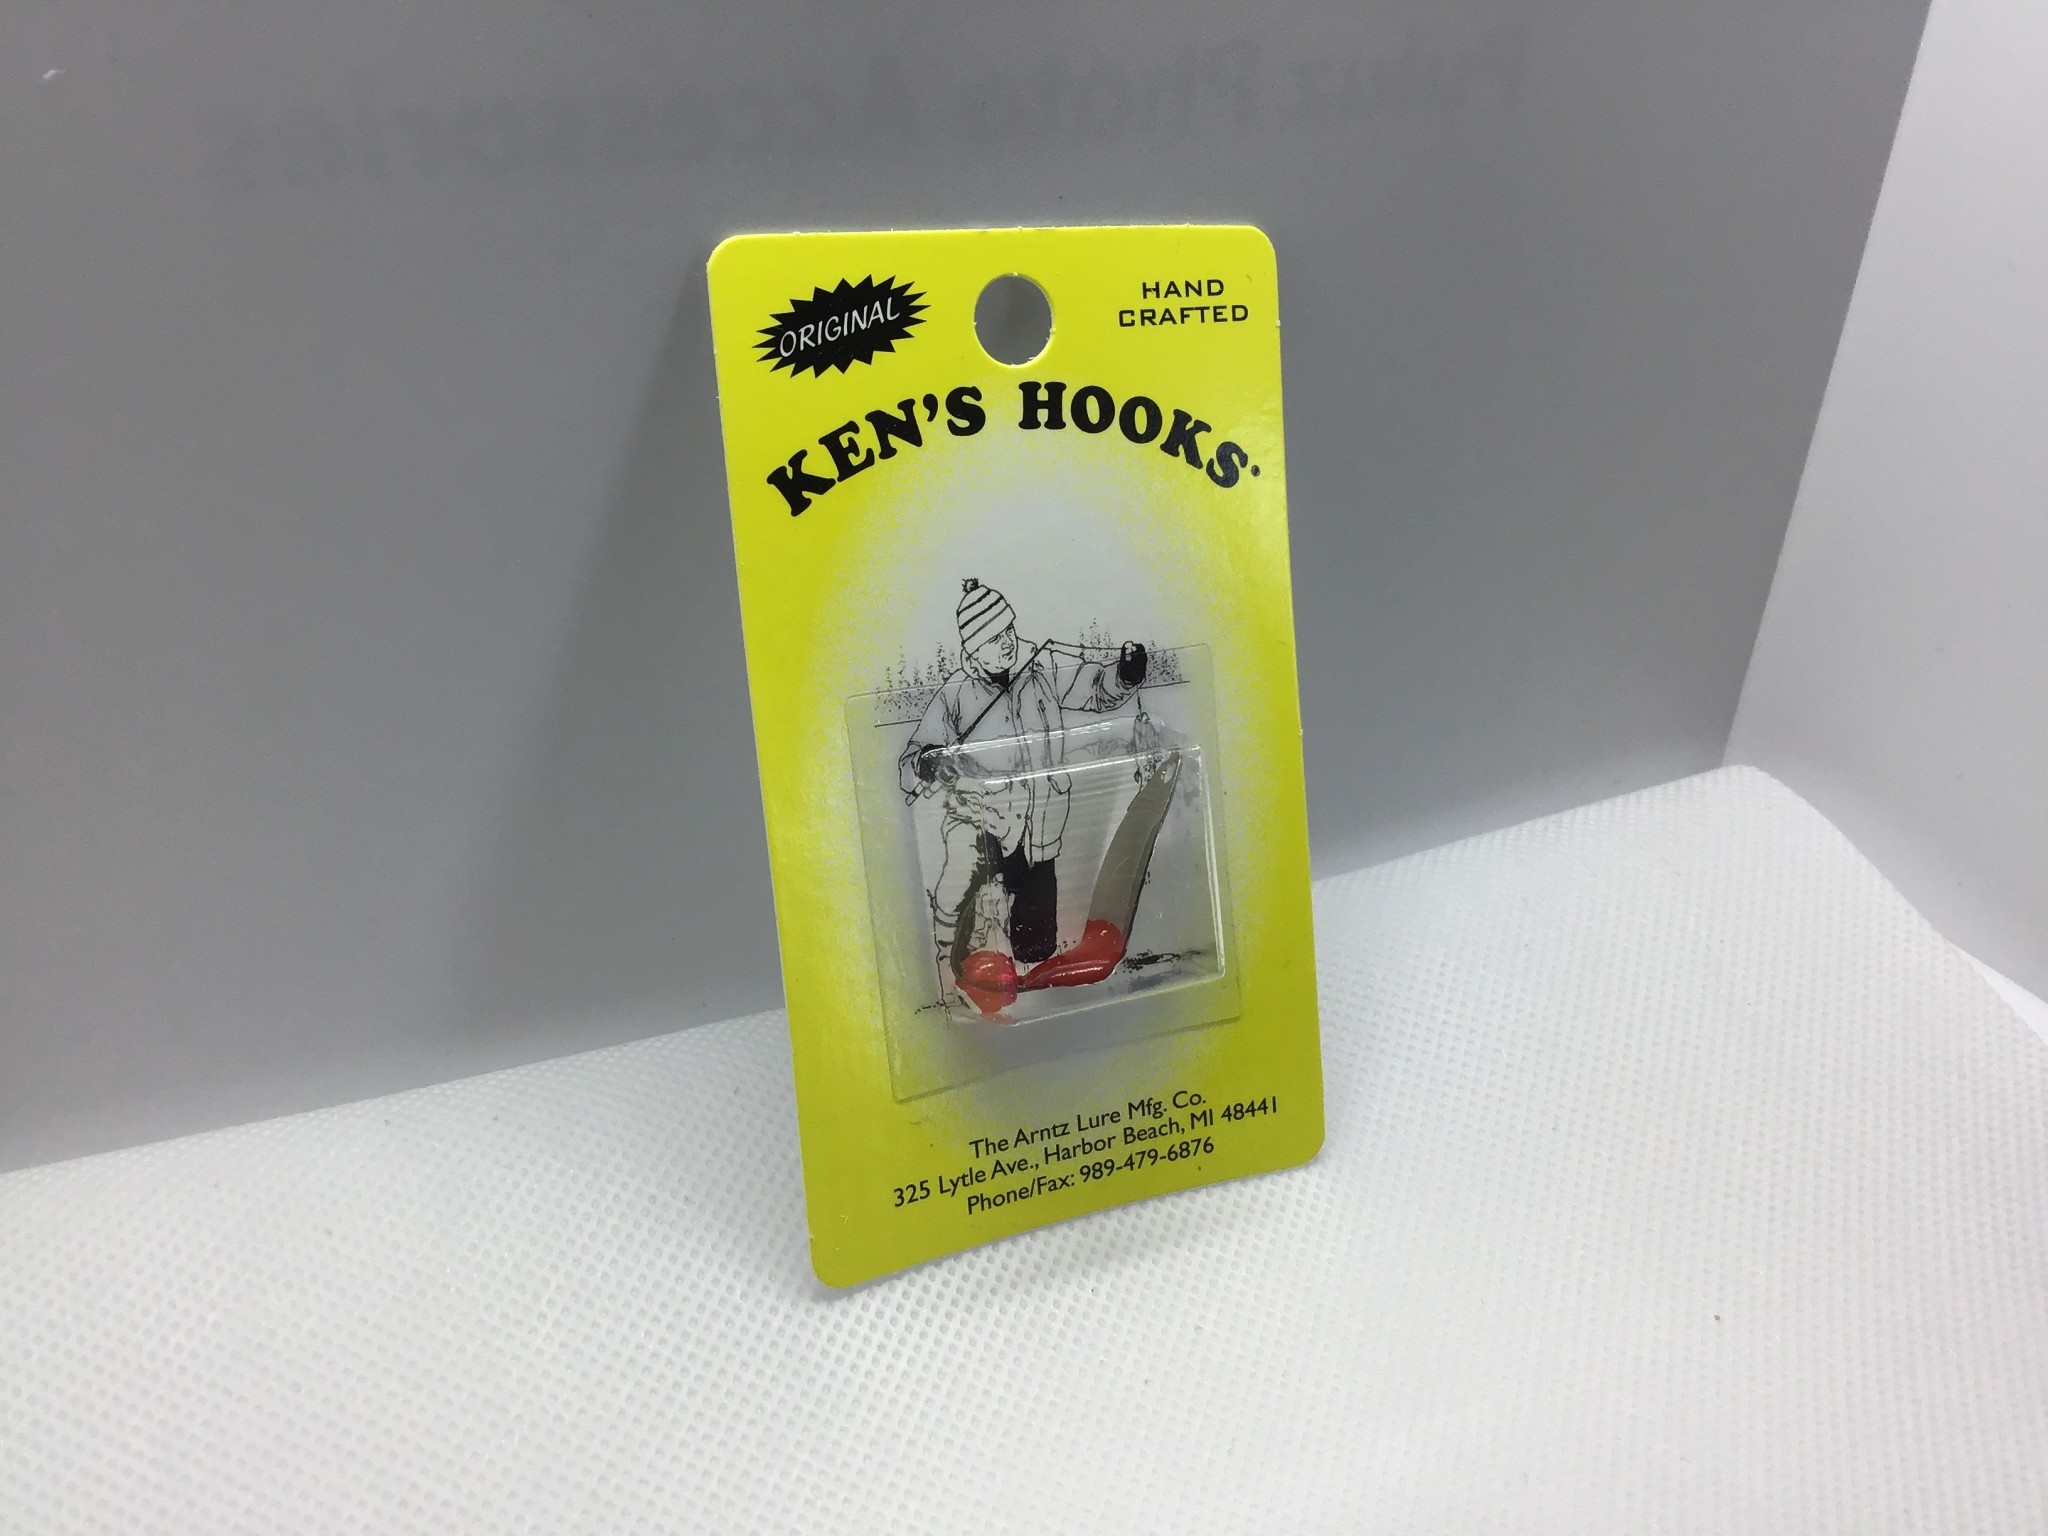 ORIGINAL
HAND
CRAFTED
KEN'S HOOKS
The Arntz Lure Mfg. Co.
325 Lytle Ave., Harbor Beach, MI 48441
Phone/Fax: 989-479-6876